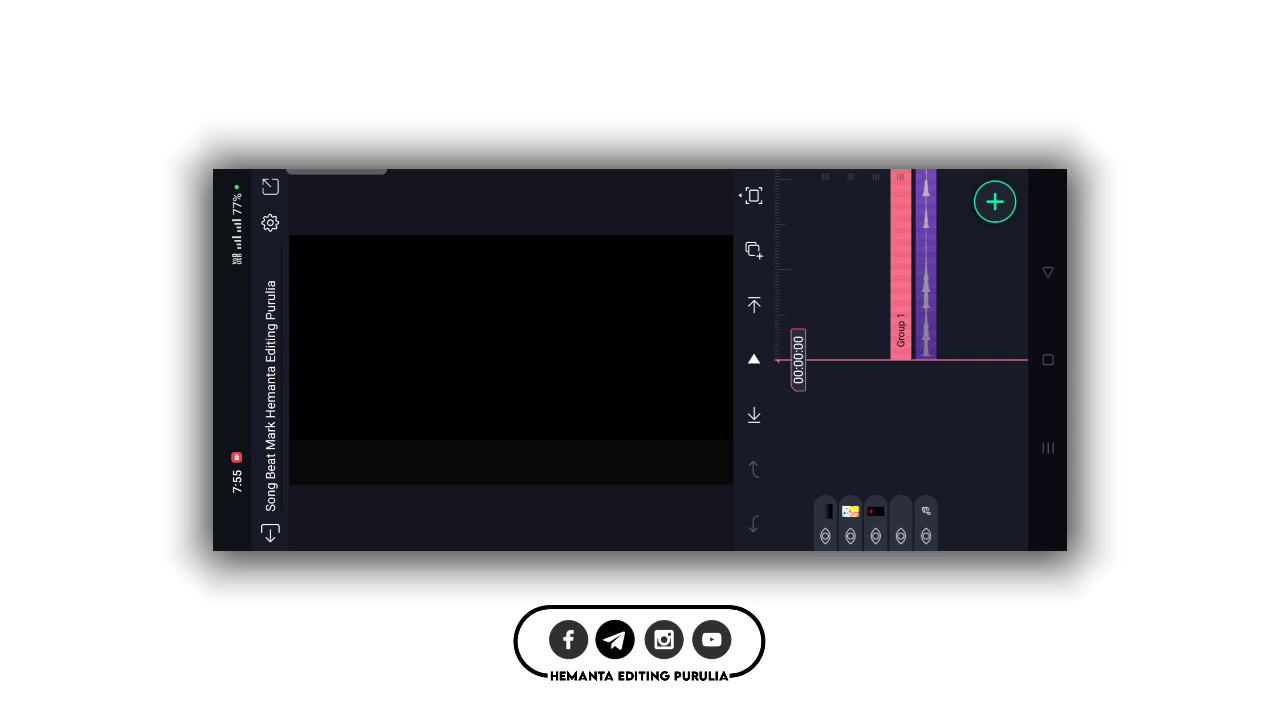 7:55
77%
Song Beat Mark Hemanta Editing Purulia
00:00:00
Group 1
HEMANTA EDITING PURULIA